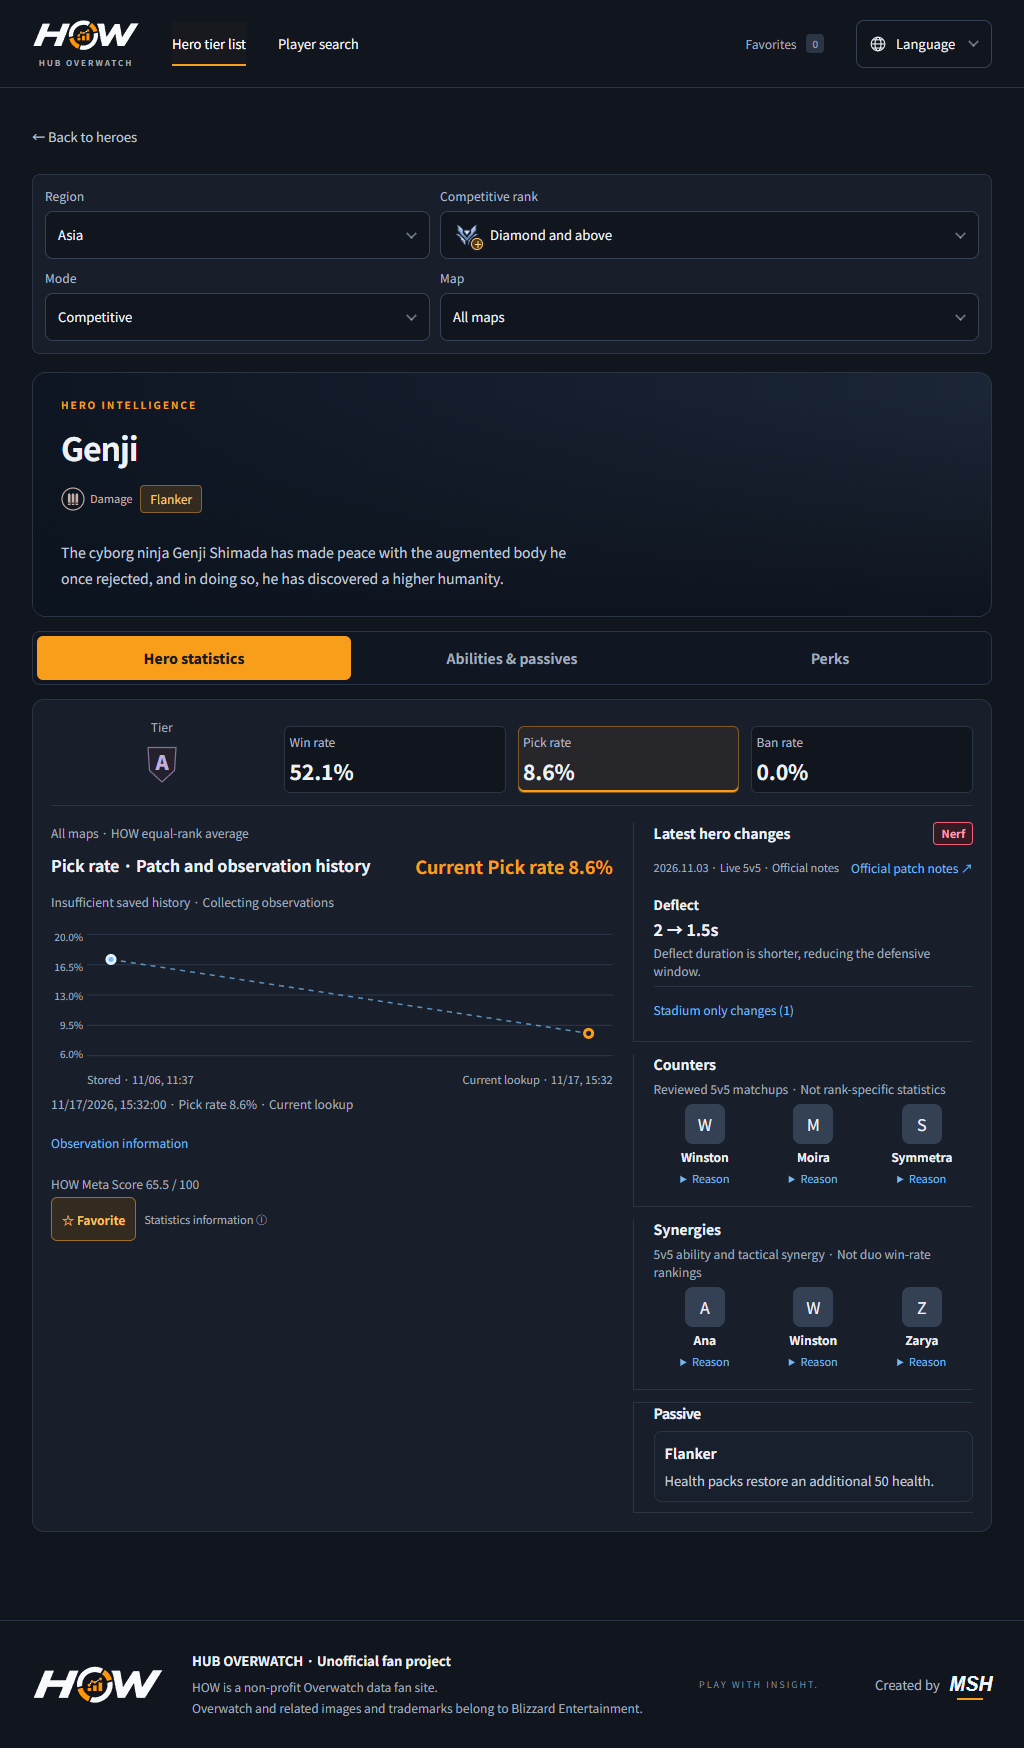 HOW
HUB OVERWATCH
Hero tier list
Player search
Favorites 0
Language
← Back to heroes
Region
Competitive rank
Asia
Diamond and above
Mode
Map
Competitive
All maps
HERO INTELLIGENCE
Genji
Damage
Flanker
The cyborg ninja Genji Shimada has made peace with the augmented body he
once rejected, and in doing so, he has discovered a higher humanity.
Hero statistics
Abilities & passives
Perks
Tier
A
Win rate
52.1%
Pick rate
8.6%
Ban rate
0.0%
All maps · HOW equal-rank average
Pick rate · Patch and observation history
Current Pick rate 8.6%
Insufficient saved history · Collecting observations
20.0%
16.5%
13.0%
9.5%
6.0%
Stored · 11/06, 11:37
Current lookup · 11/17, 15:32
11/17/2026, 15:32:00 · Pick rate 8.6% · Current lookup
Observation information
HOW Meta Score 65.5 / 100
☆ Favorite
Statistics information ⓘ
Latest hero changes
Nerf
2026.11.03 · Live 5v5 · Official notes
Official patch notes ↗
Deflect
2 → 1.5s
Deflect duration is shorter, reducing the defensive
window.
Stadium only changes (1)
Counters
Reviewed 5v5 matchups · Not rank-specific statistics
W
M
S
Winston
Moira
Symmetra
▶ Reason
▶ Reason
▶ Reason
Synergies
5v5 ability and tactical synergy · Not duo win-rate
rankings
A
W
Z
Ana
Winston
Zarya
▶ Reason
▶ Reason
▶ Reason
Passive
Flanker
Health packs restore an additional 50 health.
HOW
HUB OVERWATCH · Unofficial fan project
HOW is a non-profit Overwatch data fan site.
Overwatch and related images and trademarks belong to Blizzard Entertainment.
PLAY WITH INSIGHT.
Created by MSH